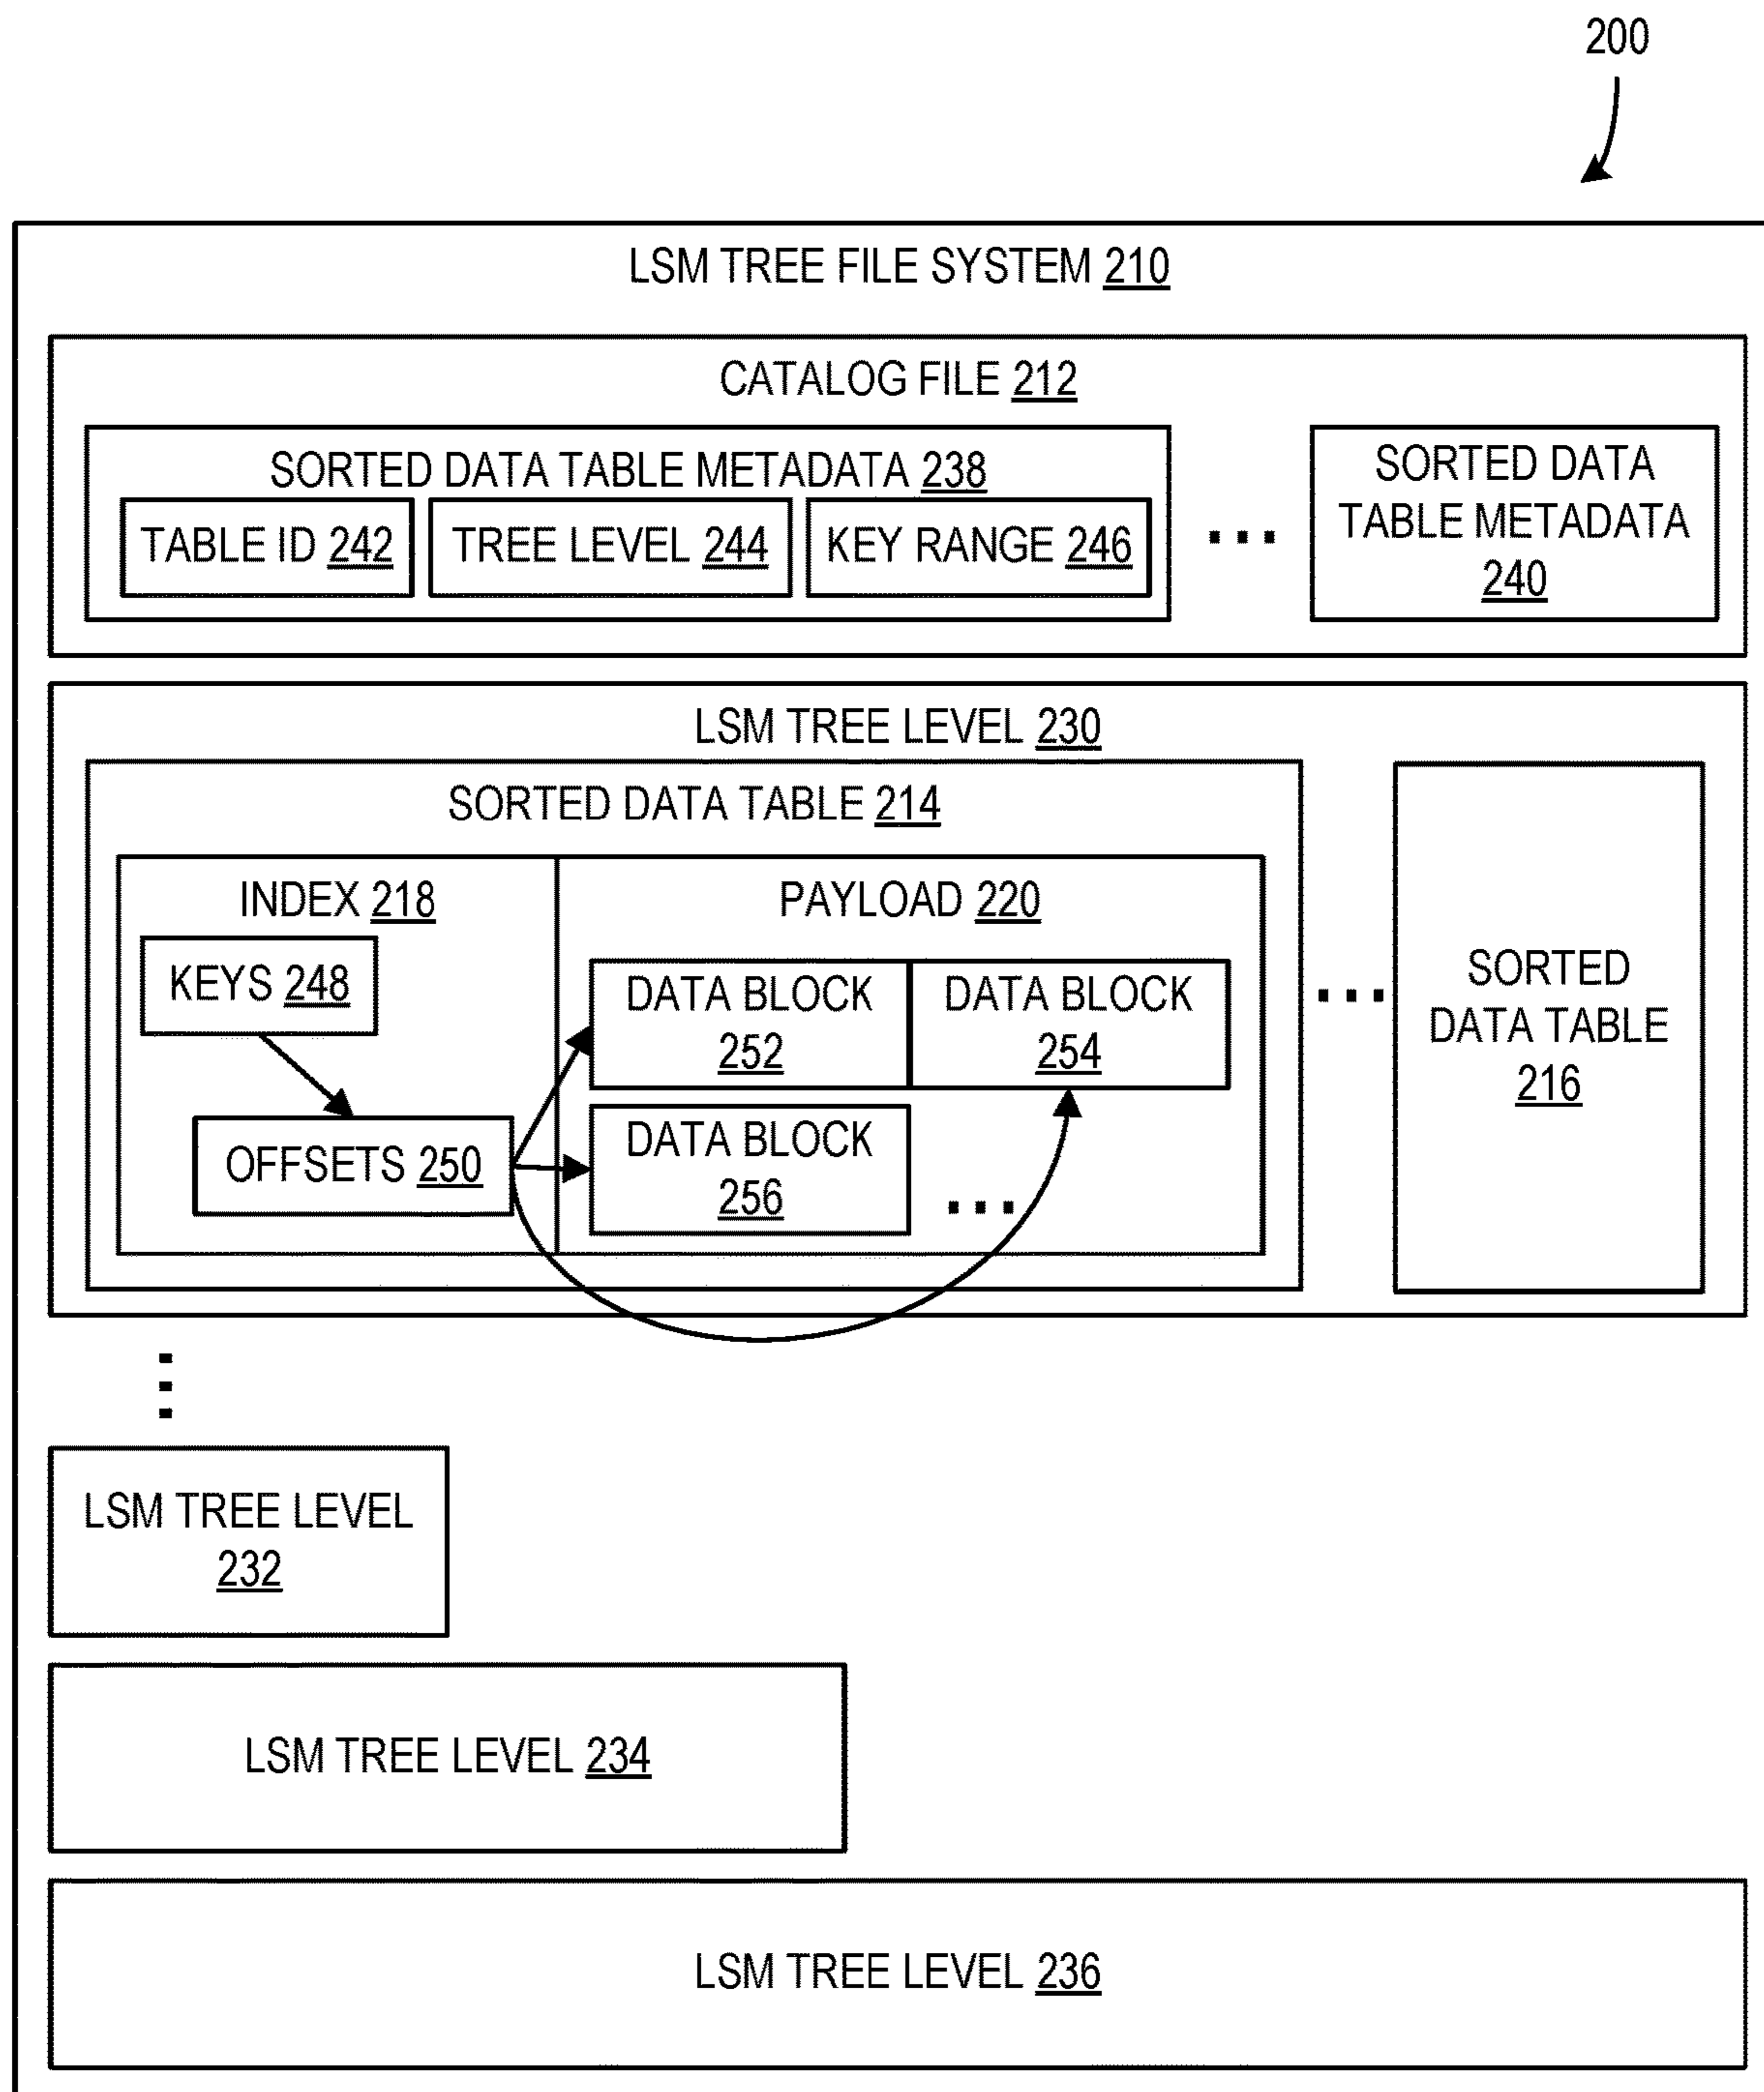 200
LSM TREE FILE SYSTEM 210
CATALOG FILE 212
SORTED DATA TABLE METADATA 238
TABLE ID 242
TREE LEVEL 244
KEY RANGE 246
...
SORTED DATA
TABLE METADATA
240
LSM TREE LEVEL 230
SORTED DATA TABLE 214
INDEX 218
KEYS 248
OFFSETS 250
PAYLOAD 220
DATA BLOCK
252
DATA BLOCK
254
DATA BLOCK
256
...
...
SORTED
DATA TABLE
216
LSM TREE LEVEL
232
LSM TREE LEVEL 234
LSM TREE LEVEL 236